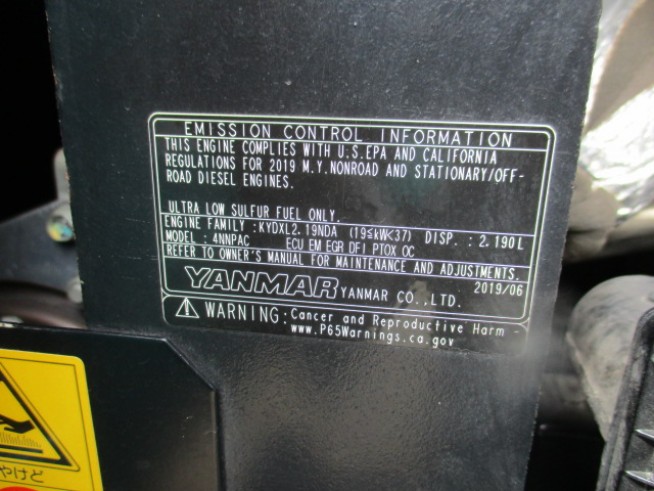 EMISSION CONTROL INFORMATION
THIS ENGINE COMPLIES WITH U.S.EPA AND CALIFORNIA
REGULATIONS FOR 2019 M.Y.NONROAD AND STATIONARY/OFF-
ROAD DIESEL ENGINES.
ULTRA LOW SULFUR FUEL ONLY.
ENGINE FAMILY :KYDXL2.19NDA (19≤kW<37) DISP.:2.190L
MODEL:4NNPAC ECU EM EGR DFI PTOX OC
REFER TO OWNER'S MANUAL FOR MAINTENANCE AND ADJUSTMENTS.
2019/06
YANMAR YANMAR CO.,LTD.
WARNING:Cancer and Reproductive Harm -
www.P65Warnings.ca.gov
やけど